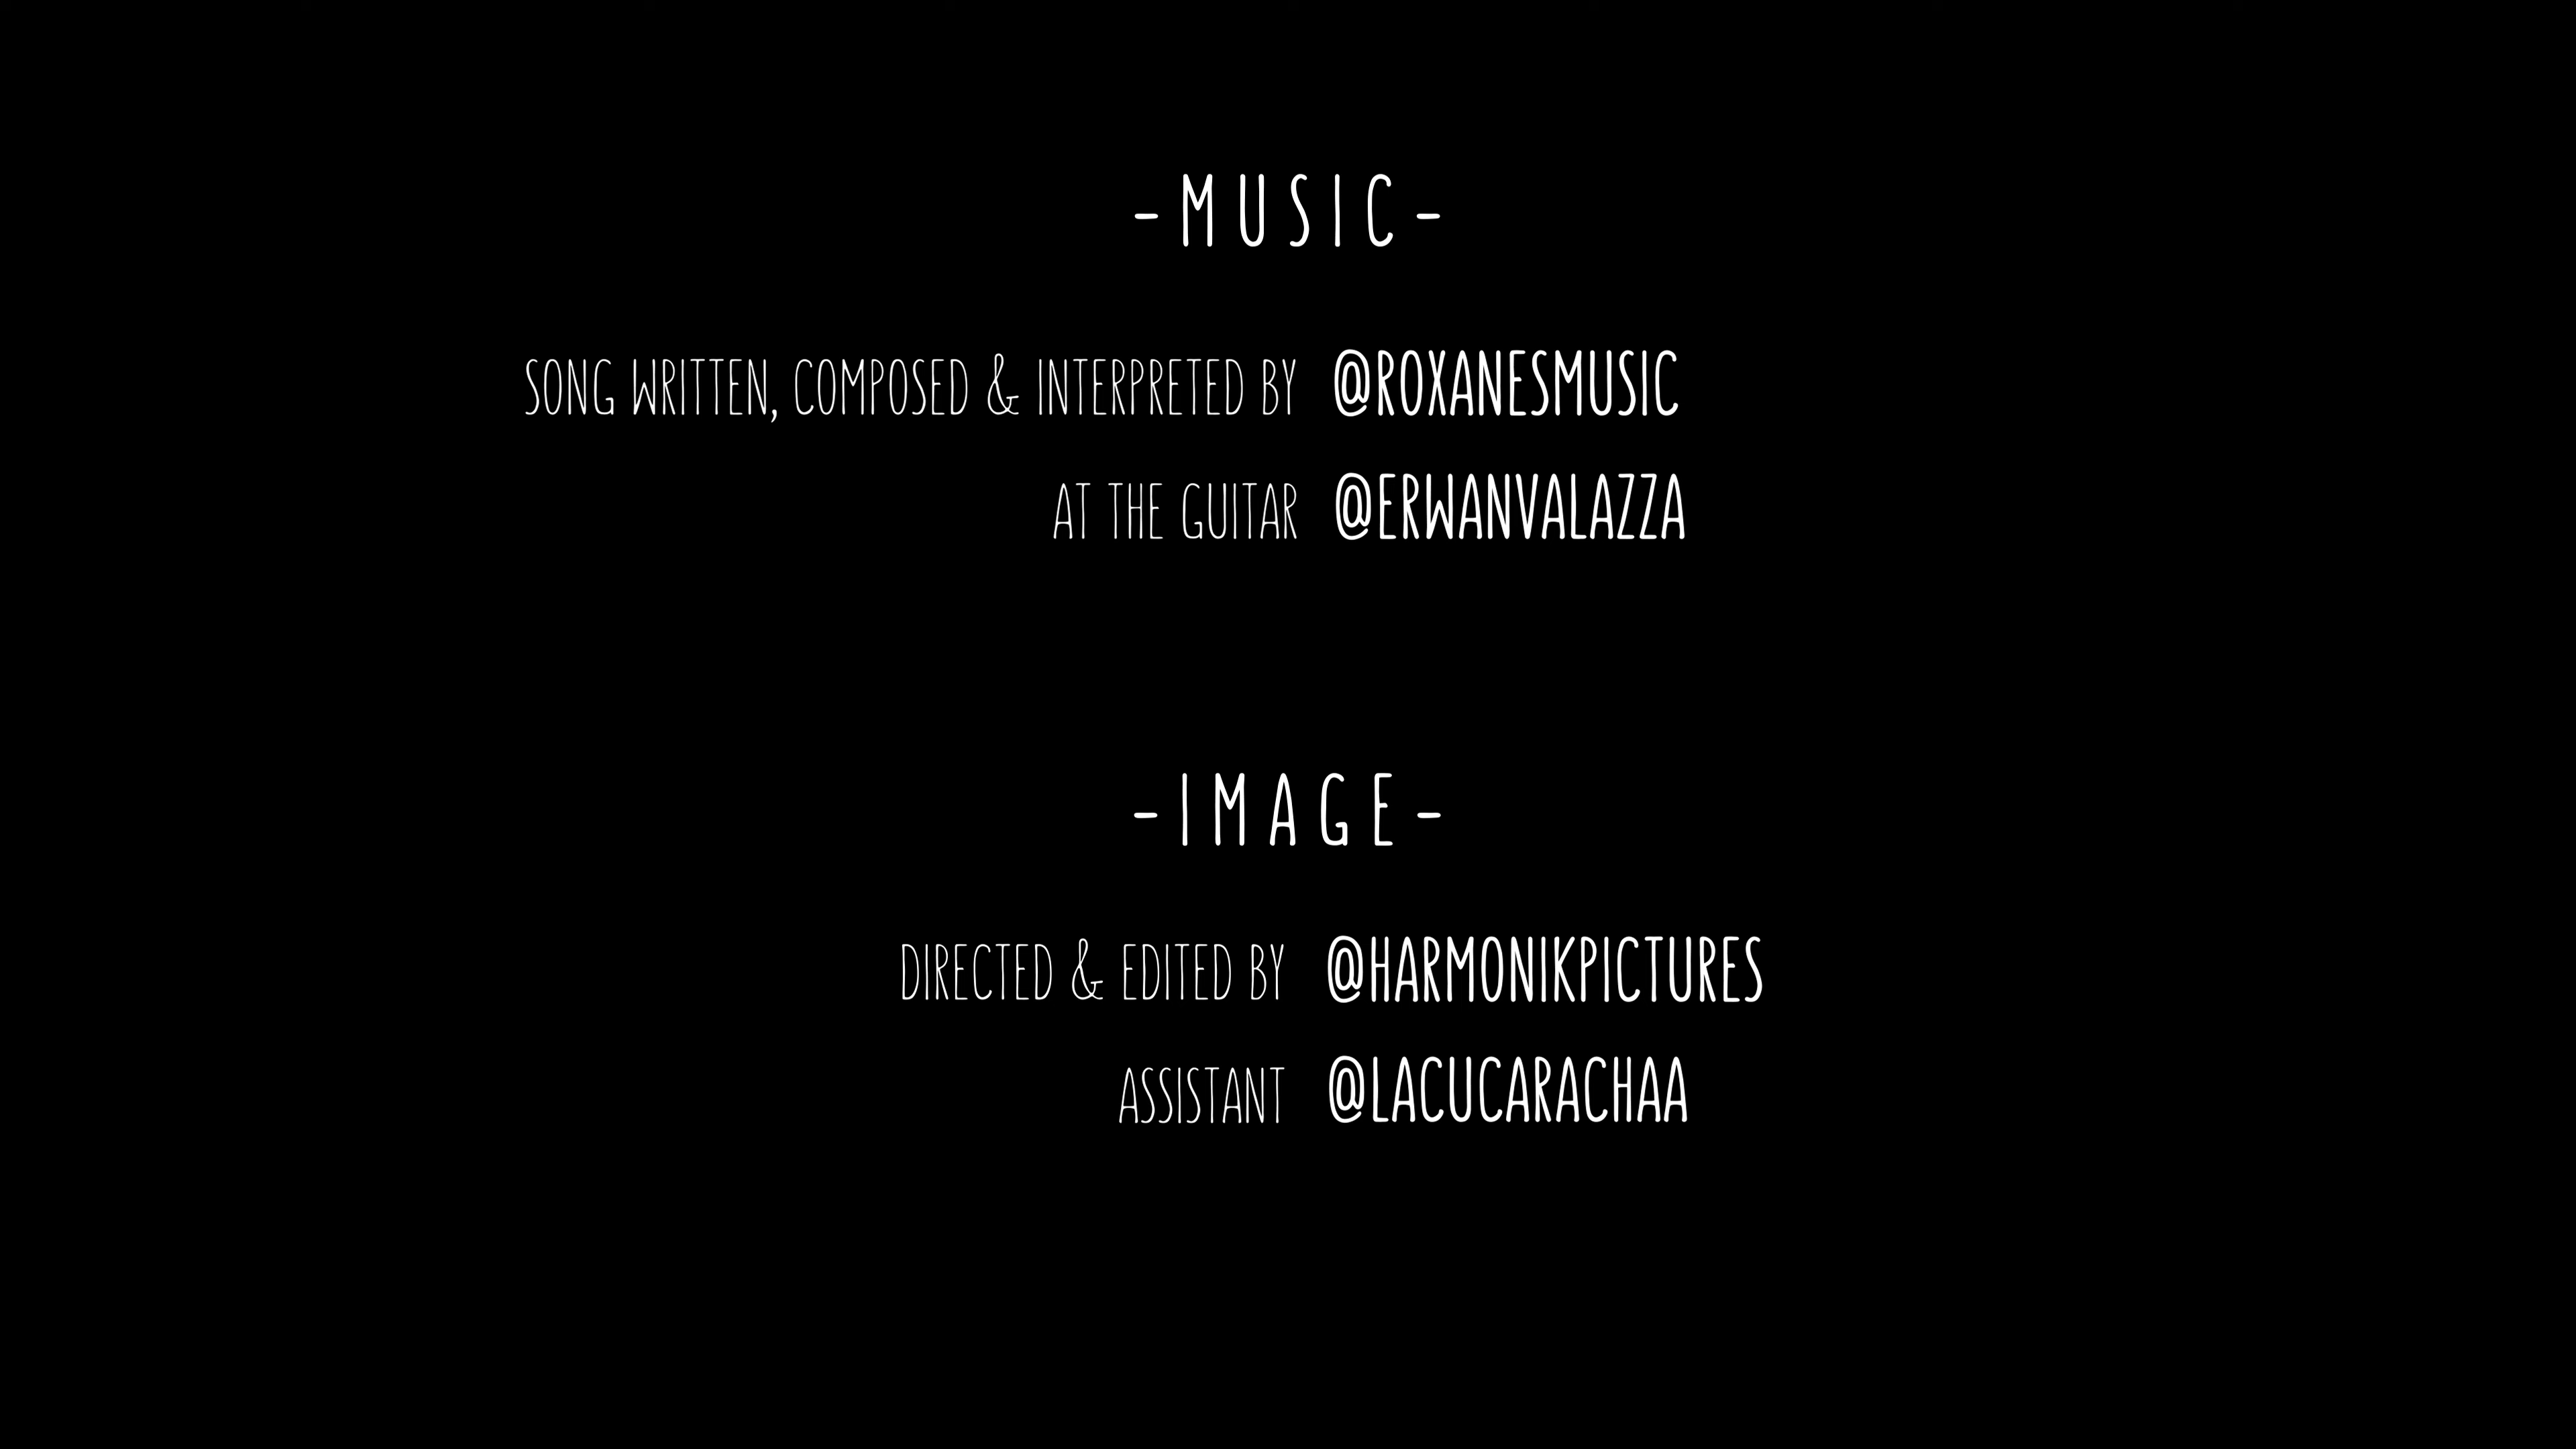 -MUSIC-
SONG WRITTEN, COMPOSED & INTERPRETED BY @ROXANESMUSIC
AT THE GUITAR @ERWANVALAZZA
-IMAGE-
DIRECTED & EDITED BY @HARMONIKPICTURES
ASSISTANT @LACUCARACHAA